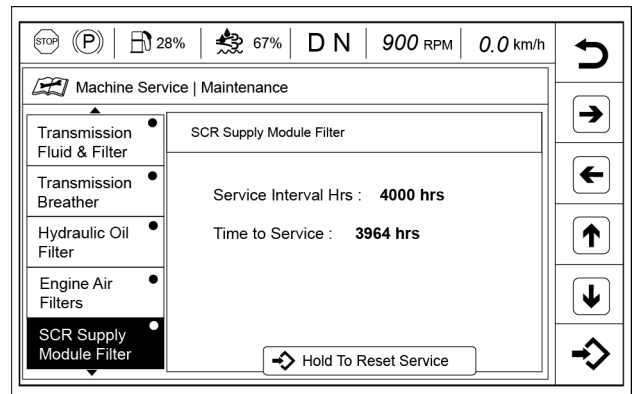 STOP (P) 28% 67% D N 900 RPM 0.0 km/h
Machine Service | Maintenance
Transmission
Fluid & Filter
Transmission
Breather
Hydraulic Oil
Filter
Engine Air
Filters
SCR Supply
Module Filter
SCR Supply Module Filter
Service Interval Hrs : 4000 hrs
Time to Service : 3964 hrs
Hold To Reset Service